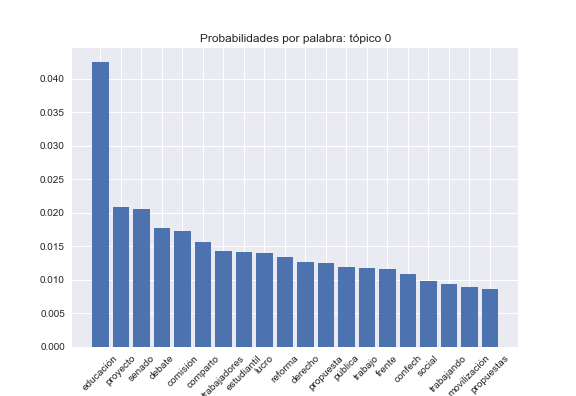 Probabilidades por palabra: tópico 0
0.040
0.035
0.030
0.025
0.020
0.015
0.010
0.005
0.000
educación
proyecto
senado
debate
comisión
comparto
trabajadores
estudiantil
lucro
reforma
derecho
propuesta
pública
trabajo
frente
confech
social
trabajando
movilización
propuestas